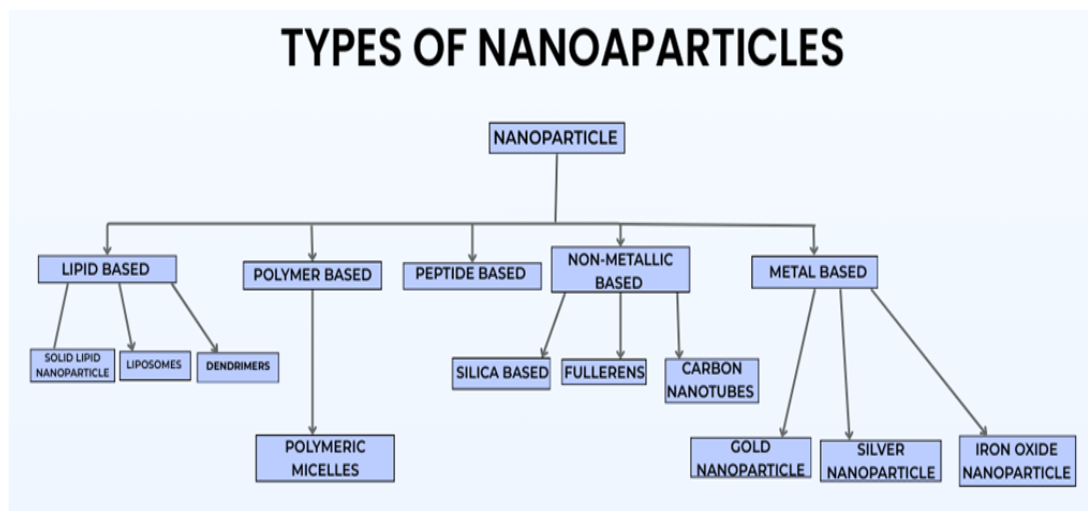 TYPES OF NANOAPARTICLES
NANOPARTICLE
LIPID BASED
POLYMER BASED
PEPTIDE BASED
NON-METALLIC
BASED
METAL BASED
SOLID LIPID
NANOPARTICLE
LIPOSOMES
DENDRIMERS
SILICA BASED
FULLERENS
CARBON
NANOTUBES
POLYMERIC
MICELLES
GOLD
NANOPARTICLE
SILVER
NANOPARTICLE
IRON OXIDE
NANOPARTICLE